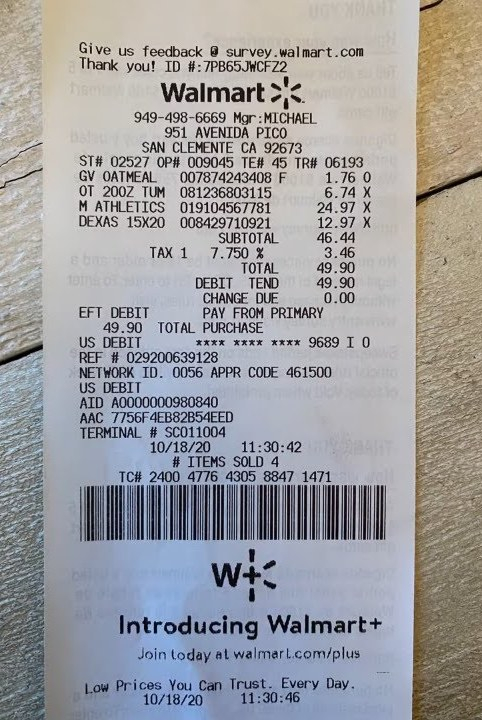 Give us feedback @ survey.walmart.com
Thank you! ID #:7PB65JWCFZ2
Walmart
949-498-6669 Mgr:MICHAEL
951 AVENIDA PICO
SAN CLEMENTE CA 92673
ST# 02527 OP# 009045 TE# 45 TR# 06193
GV OATMEAL 007874243408 F 1.76 O
OT 20OZ TUM 081236803115 6.74 X
M ATHLETICS 019104567781 24.97 X
DEXAS 15X20 008429710921 12.97 X
SUBTOTAL 46.44
TAX 1 7.750 % 3.46
TOTAL 49.90
DEBIT TEND 49.90
CHANGE DUE 0.00
EFT DEBIT PAY FROM PRIMARY
49.90 TOTAL PURCHASE
US DEBIT **** **** **** 9689 I 0
REF # 029200639128
NETWORK ID. 0056 APPR CODE 461500
US DEBIT
AID A0000000980840
AAC 7756F4EB82B54EED
TERMINAL # SC011004
10/18/20 11:30:42
# ITEMS SOLD 4
TC# 2400 4776 4305 8847 1471
W+
Introducing Walmart+
Join today at walmart.com/plus
Low Prices You Can Trust. Every Day.
10/18/20 11:30:46